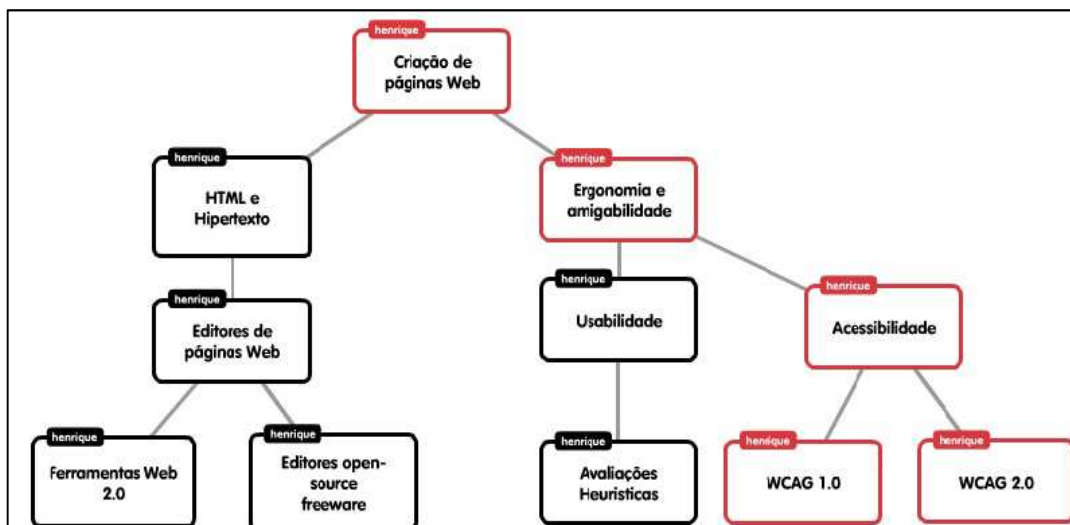 henrique
Criação de
páginas Web
henrique
HTML e
Hipertexto
henrique
Ergonomia e
amigabilidade
henrique
Editores de
páginas Web
henrique
Usabilidade
henrique
Acessibilidade
henrique
Ferramentas Web
2.0
henrique
Editores open-
source
freeware
henrique
Avaliações
Heuristicas
henrique
WCAG 1.0
henrique
WCAG 2.0